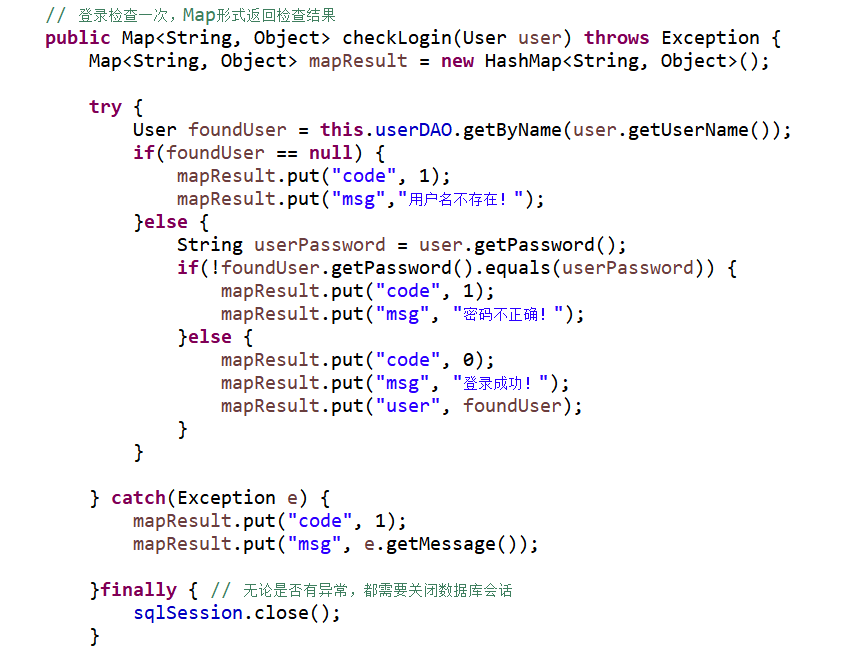 // 登录检查一次，Map形式返回检查结果
public Map<String, Object> checkLogin(User user) throws Exception {
    Map<String, Object> mapResult = new HashMap<String, Object>();

    try {
        User foundUser = this.userDAO.getByName(user.getUserName());
        if(foundUser == null) {
            mapResult.put("code", 1);
            mapResult.put("msg","用户名不存在！");
        }else {
            String userPassword = user.getPassword();
            if(!foundUser.getPassword().equals(userPassword)) {
                mapResult.put("code", 1);
                mapResult.put("msg", "密码不正确！");
            }else {
                mapResult.put("code", 0);
                mapResult.put("msg", "登录成功！");
                mapResult.put("user", foundUser);
            }
        }

    } catch(Exception e) {
        mapResult.put("code", 1);
        mapResult.put("msg", e.getMessage());

    }finally { // 无论是否有异常，都需要关闭数据库会话
        sqlSession.close();
    }